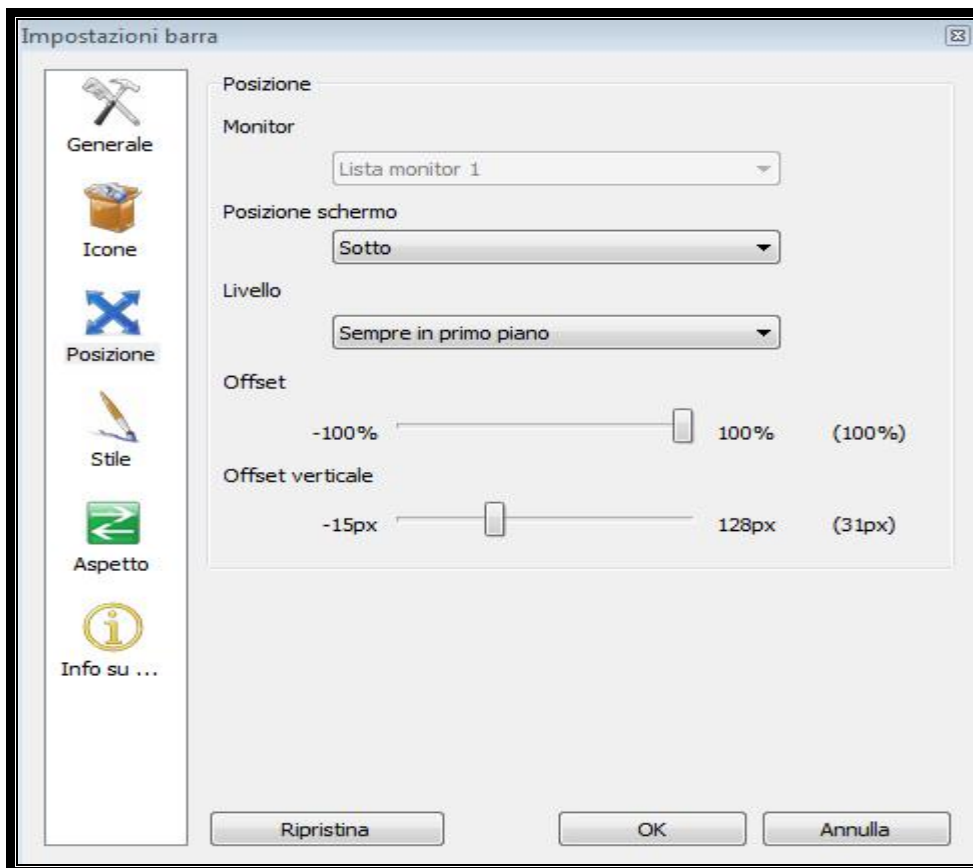 Impostazioni barra
Generale
Icone
Posizione
Stile
Aspetto
Info su ...
Posizione
Monitor
Lista monitor 1
Posizione schermo
Sotto
Livello
Sempre in primo piano
Offset
-100% 100% (100%)
Offset verticale
-15px 128px (31px)
Ripristina OK Annulla